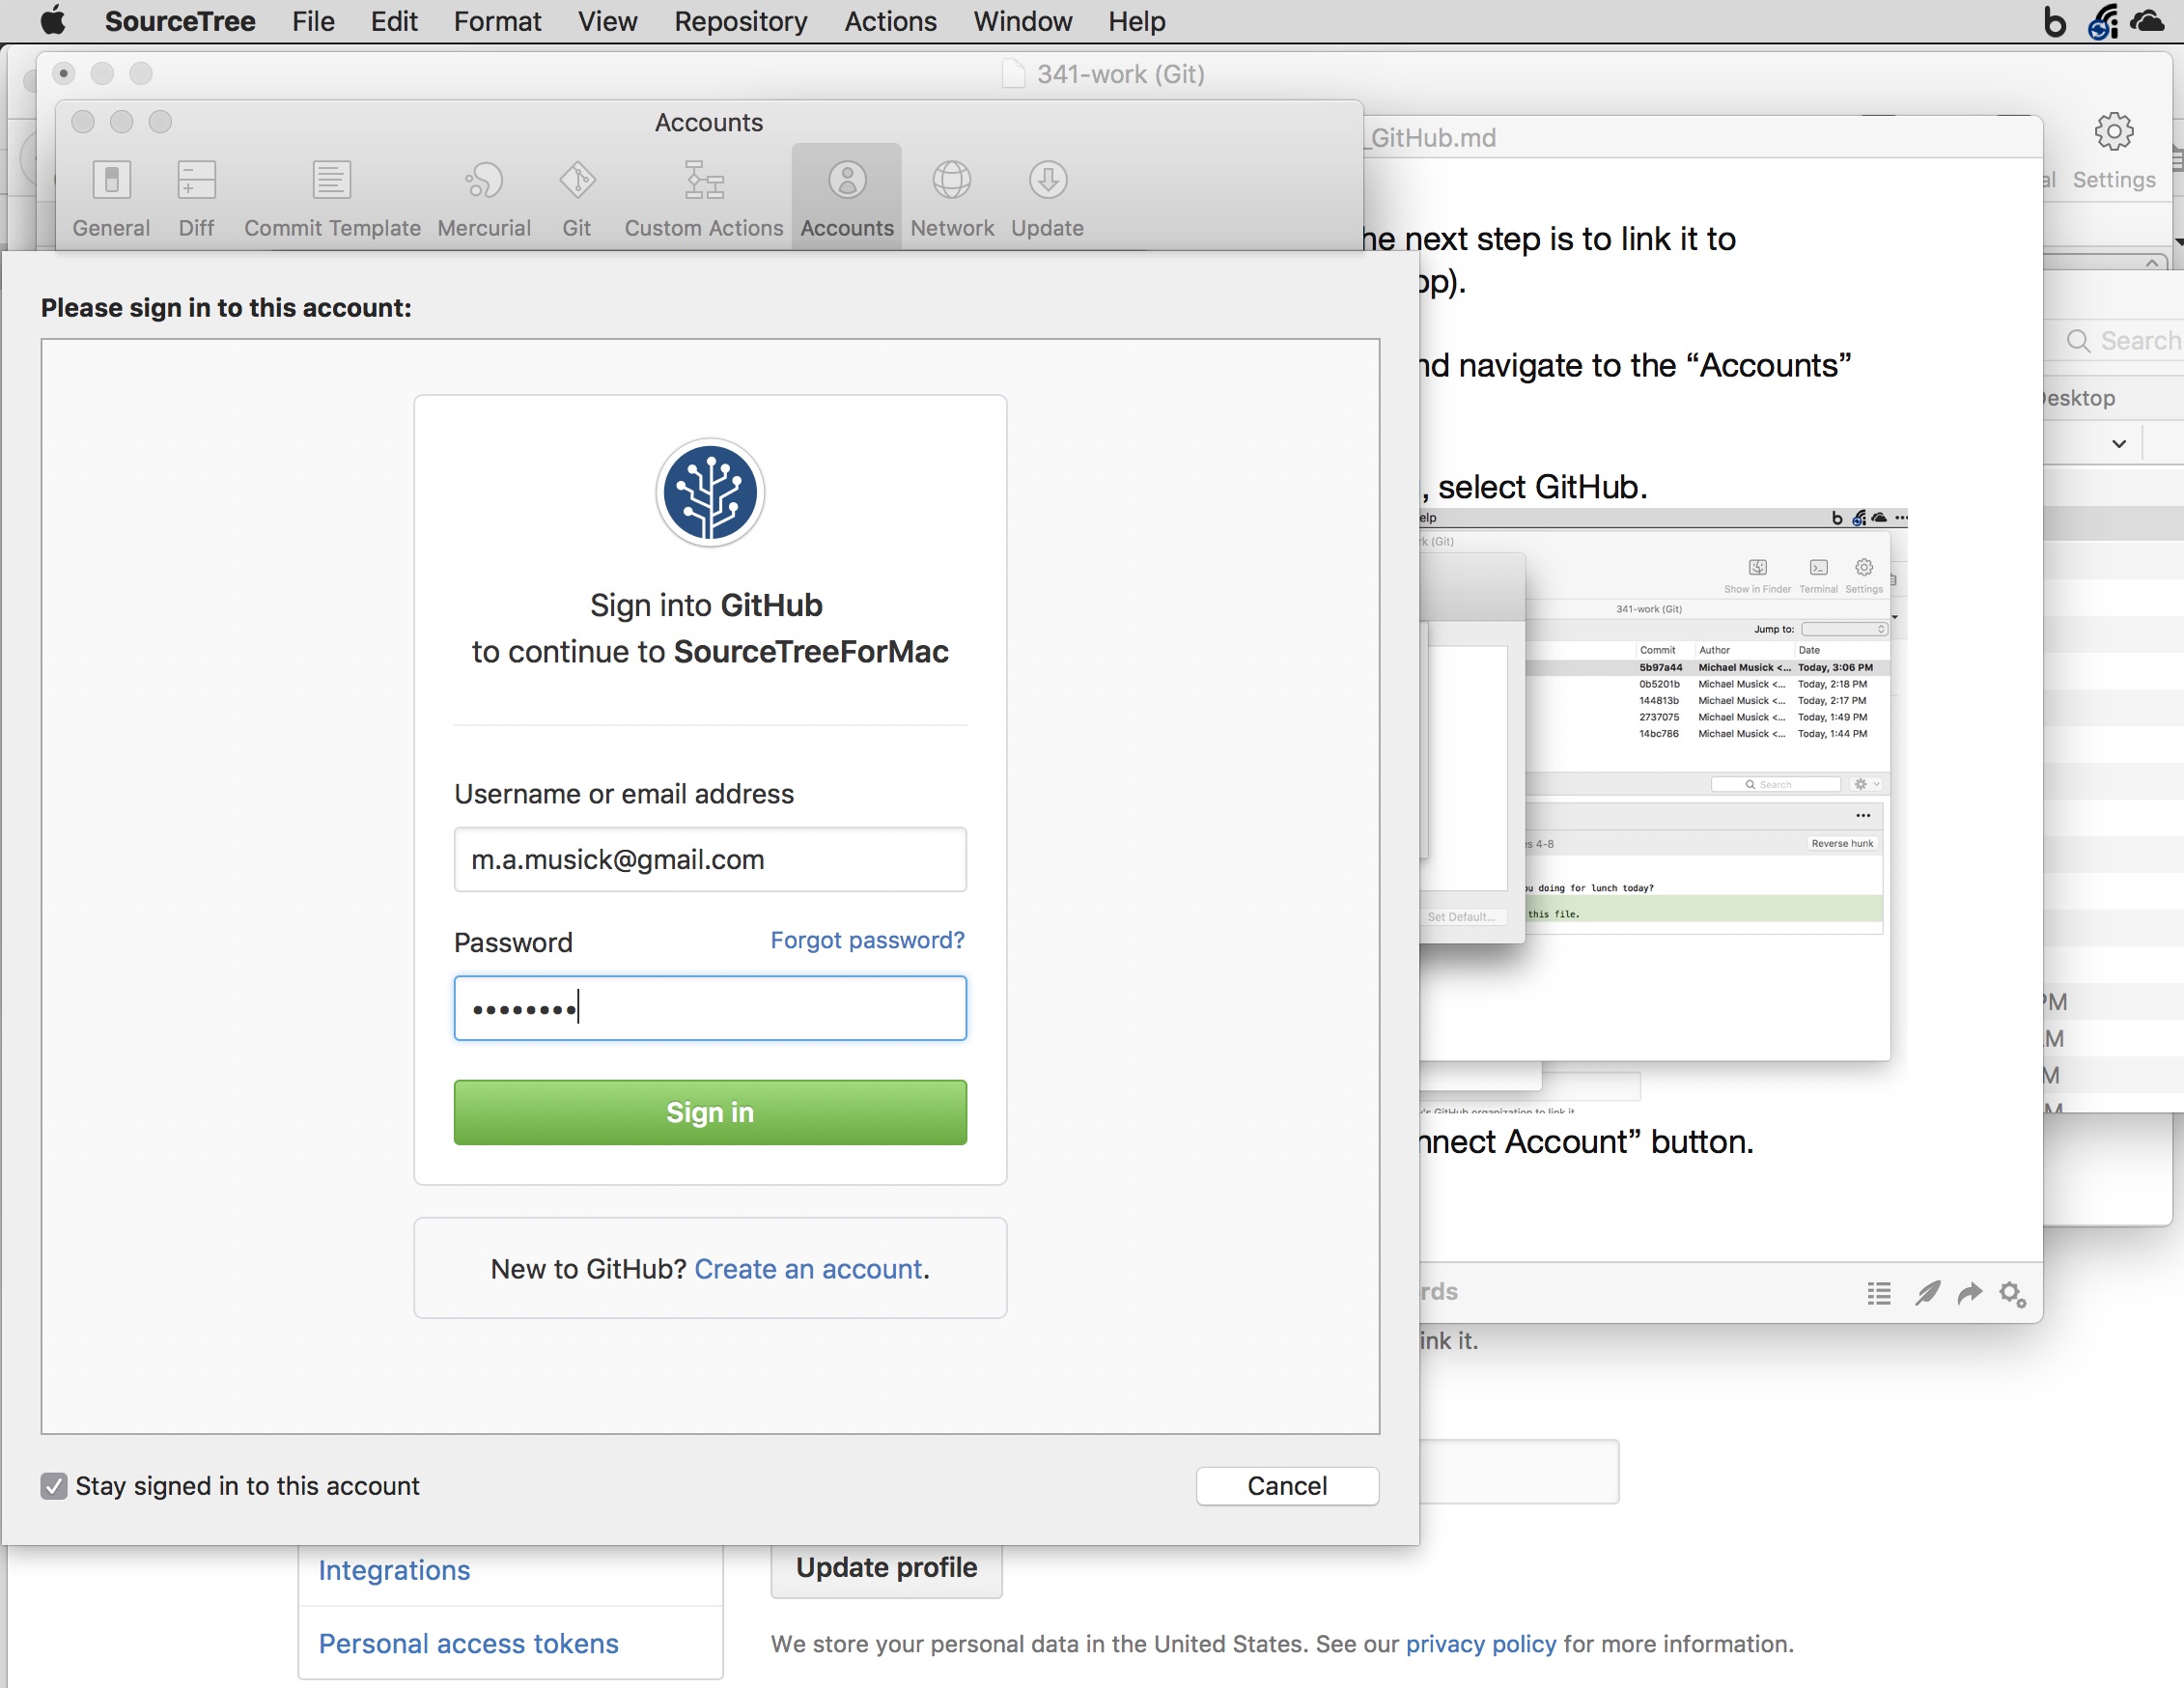 SourceTree File Edit Format View Repository Actions Window Help
341-work (Git)
Accounts
General Diff Commit Template Mercurial Git Custom Actions Accounts Network Update
_GitHub.md
Settings
Please sign in to this account:
Sign into GitHub
to continue to SourceTreeForMac
Username or email address
m.a.musick@gmail.com
Password Forgot password?
••••••••
Sign in
New to GitHub? Create an account.
Stay signed in to this account
Cancel
next step is to link it to
op).
navigate to the “Accounts”
, select GitHub.
elp
(Git)
Show in Finder Terminal Settings
341-work (Git)
Jump to:
Commit Author Date
5b97a44 Michael Musick <... Today, 3:06 PM
0b5201b Michael Musick <... Today, 2:18 PM
144813b Michael Musick <... Today, 2:17 PM
2737075 Michael Musick <... Today, 1:49 PM
14bc786 Michael Musick <... Today, 1:44 PM
Search
4-8
Reverse hunk
doing for lunch today?
this file.
Set Default...
's GitHub organization to link it
nnect Account” button.
rds
ink it.
Search
esktop
PM
M
M
M
Integrations
Personal access tokens
Update profile
We store your personal data in the United States. See our privacy policy for more information.